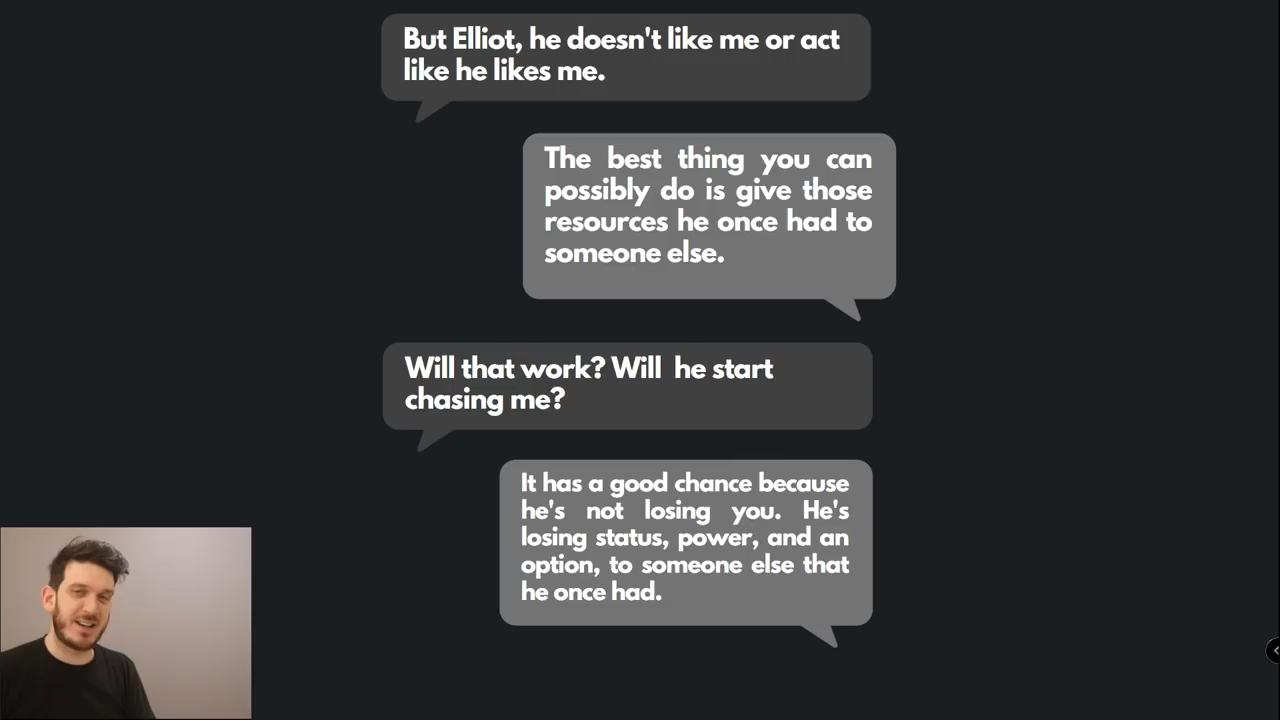 But Elliot, he doesn't like me or act
like he likes me.
The best thing you can
possibly do is give those
resources he once had to
someone else.
Will that work? Will he start
chasing me?
It has a good chance because
he's not losing you. He's
losing status, power, and an
option, to someone else that
he once had.